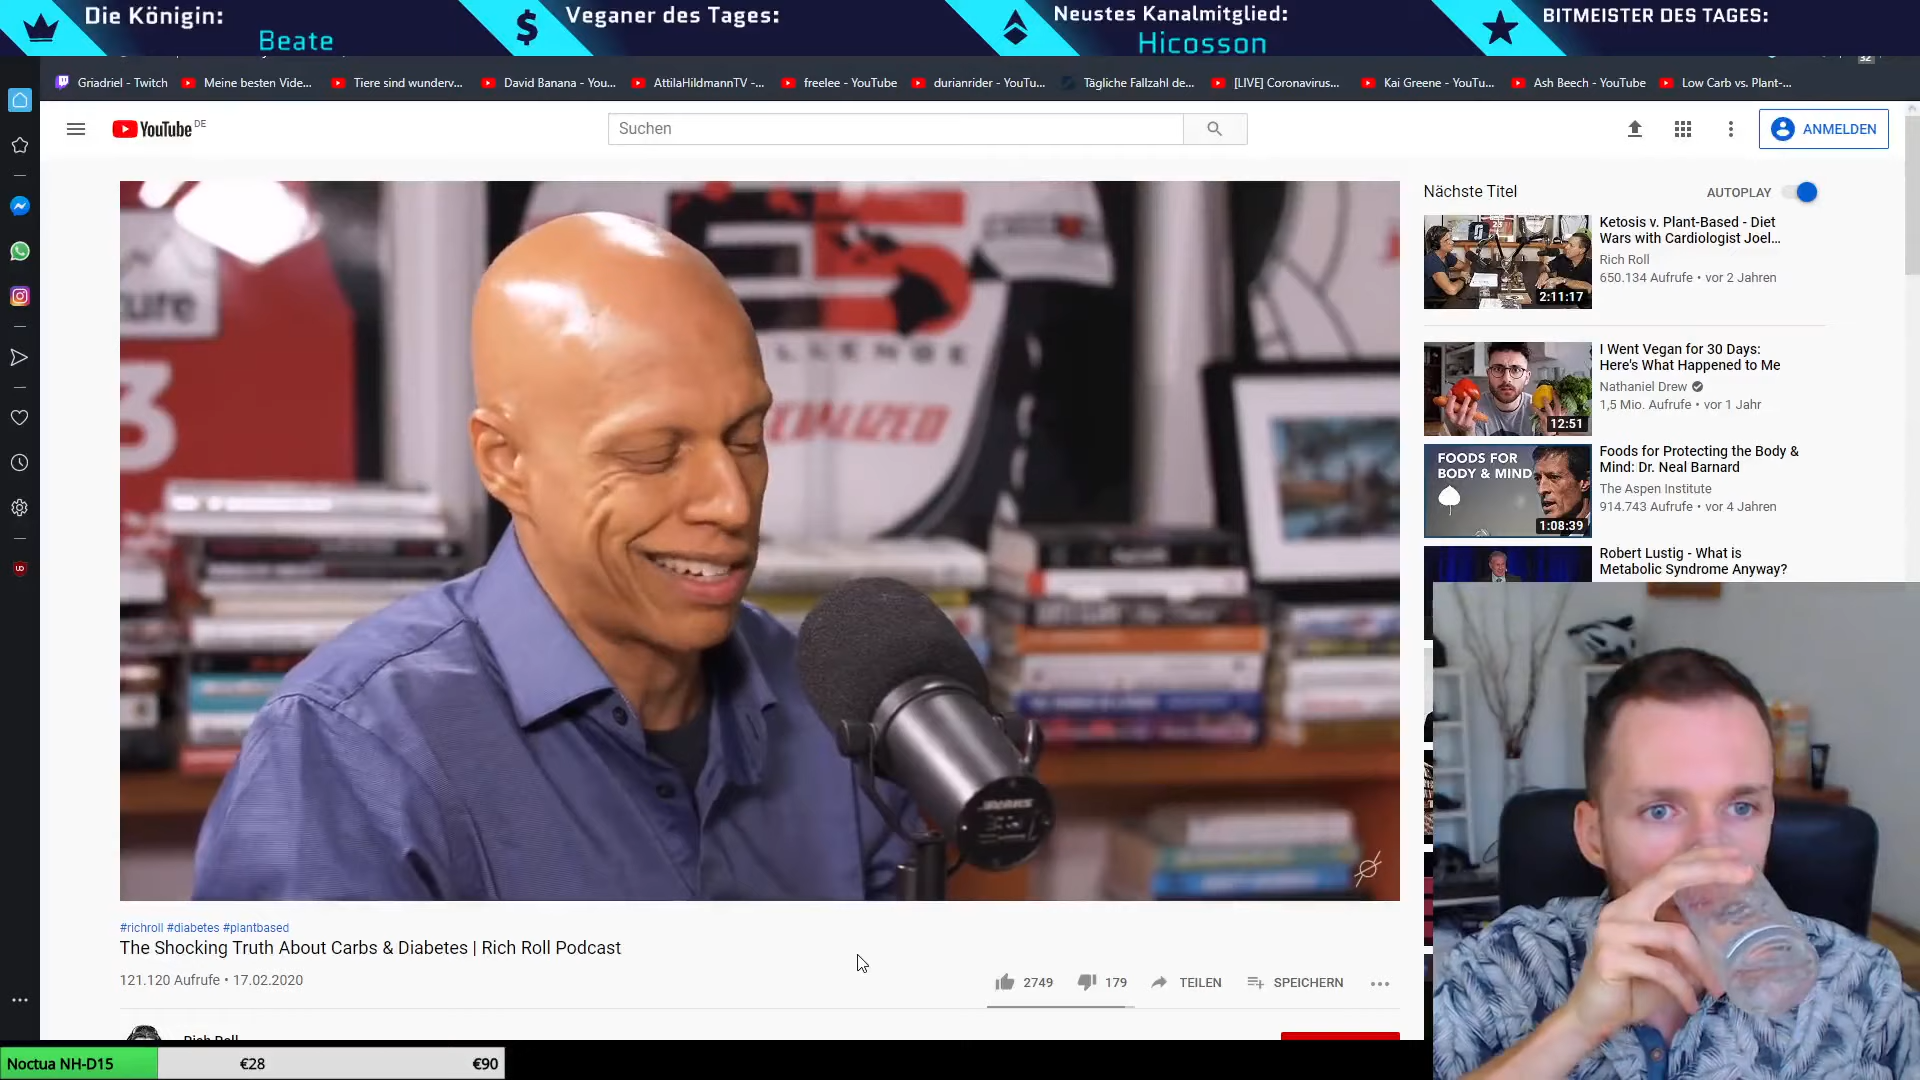 Die Königin:
Beate
Veganer des Tages:
Neustes Kanalmitglied:
Hicosson
BITMEISTER DES TAGES:
Griadriel - Twitch
Meine besten Vide...
Tiere sind wunderv...
David Banana - You...
AttilaHildmannTV -...
freelee - YouTube
durianrider - YouTu...
Tägliche Fallzahl de...
[LIVE] Coronavirus...
Kai Greene - YouTu...
Ash Beech - YouTube
Low Carb vs. Plant-...
YouTube DE
Suchen
ANMELDEN
SPECIALIZED
Nächste Titel
AUTOPLAY
Ketosis v. Plant-Based - Diet
Wars with Cardiologist Joel...
Rich Roll
650.134 Aufrufe • vor 2 Jahren
2:11:17
I Went Vegan for 30 Days:
Here's What Happened to Me
Nathaniel Drew
1,5 Mio. Aufrufe • vor 1 Jahr
12:51
FOODS FOR
BODY & MIND
1:08:39
Foods for Protecting the Body &
Mind: Dr. Neal Barnard
The Aspen Institute
914.743 Aufrufe • vor 4 Jahren
Robert Lustig - What is
Metabolic Syndrome Anyway?
#richroll #diabetes #plantbased
The Shocking Truth About Carbs & Diabetes | Rich Roll Podcast
121.120 Aufrufe • 17.02.2020
2749
179
TEILEN
SPEICHERN
Rich Roll
Noctua NH-D15
€28
€90